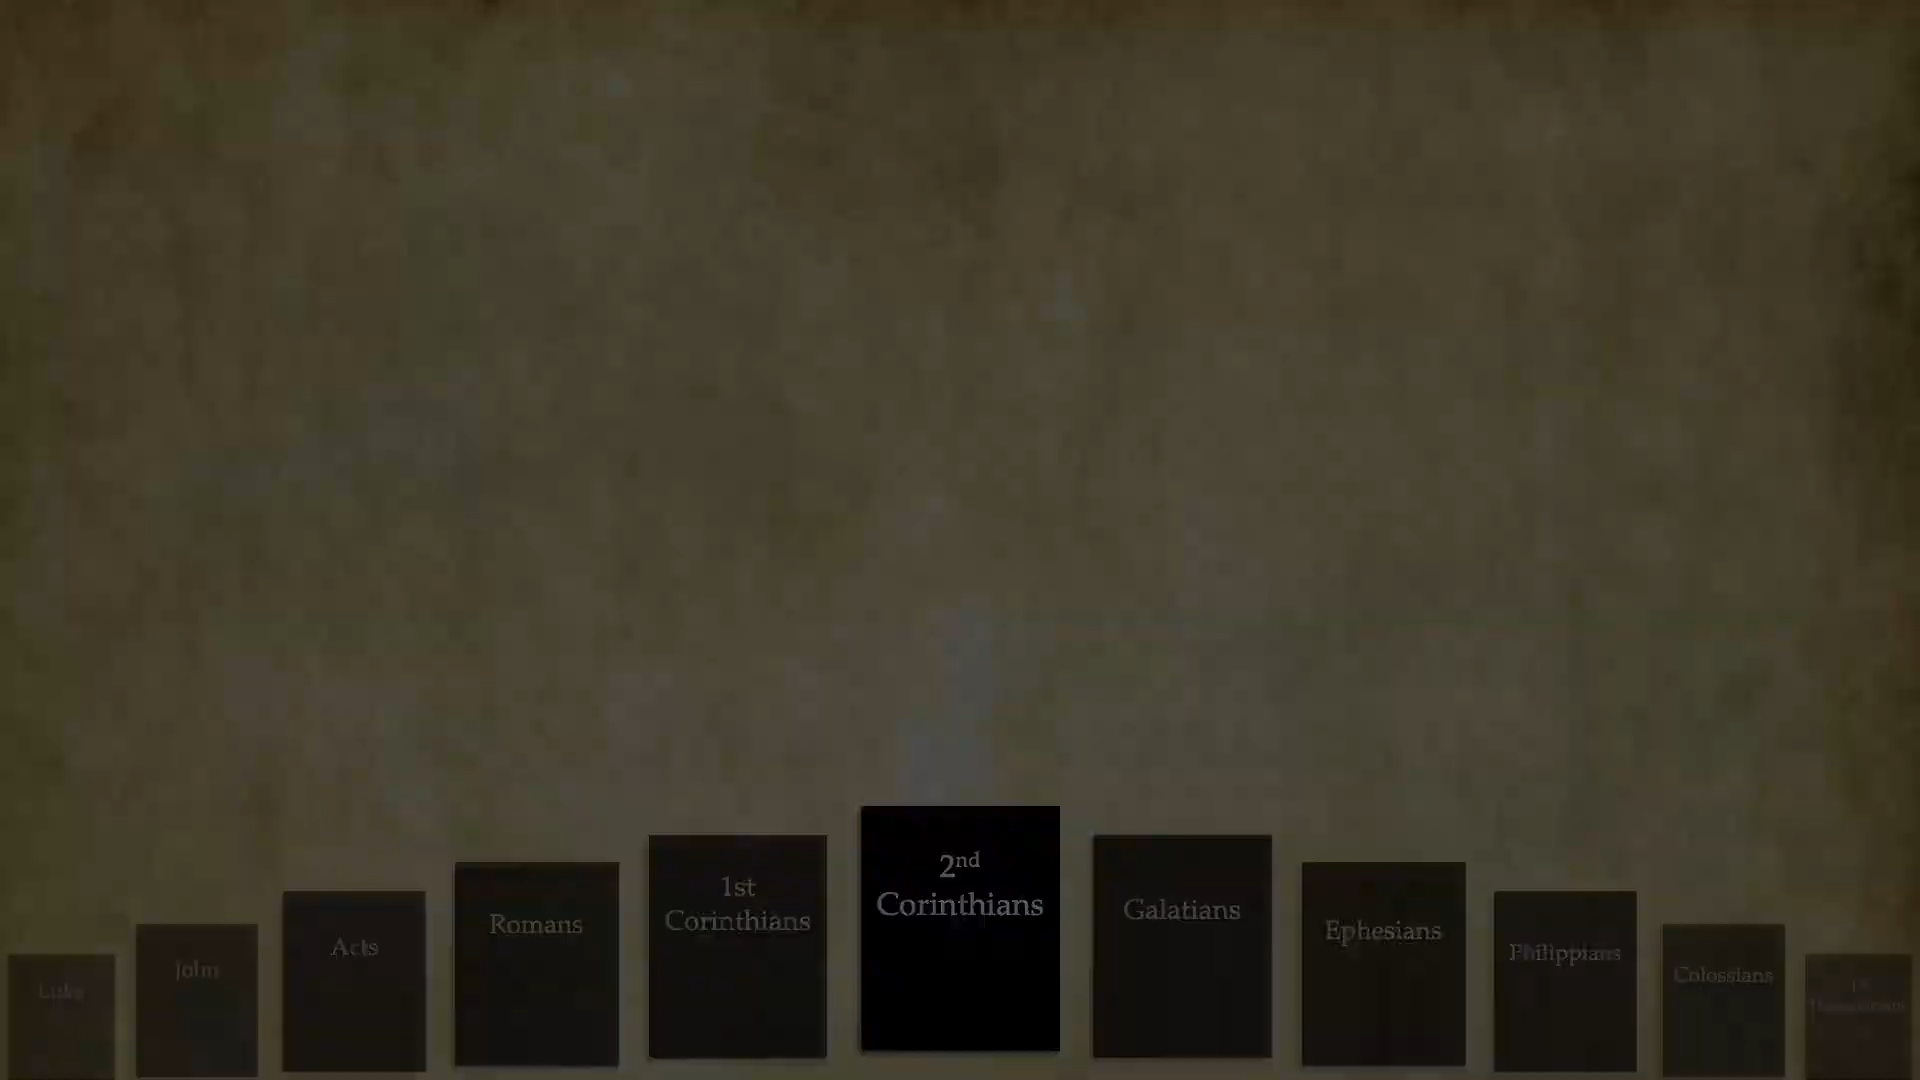 Luke
John
Acts
Romans
1st
Corinthians
2nd
Corinthians
Galatians
Ephesians
Philippians
Colossians